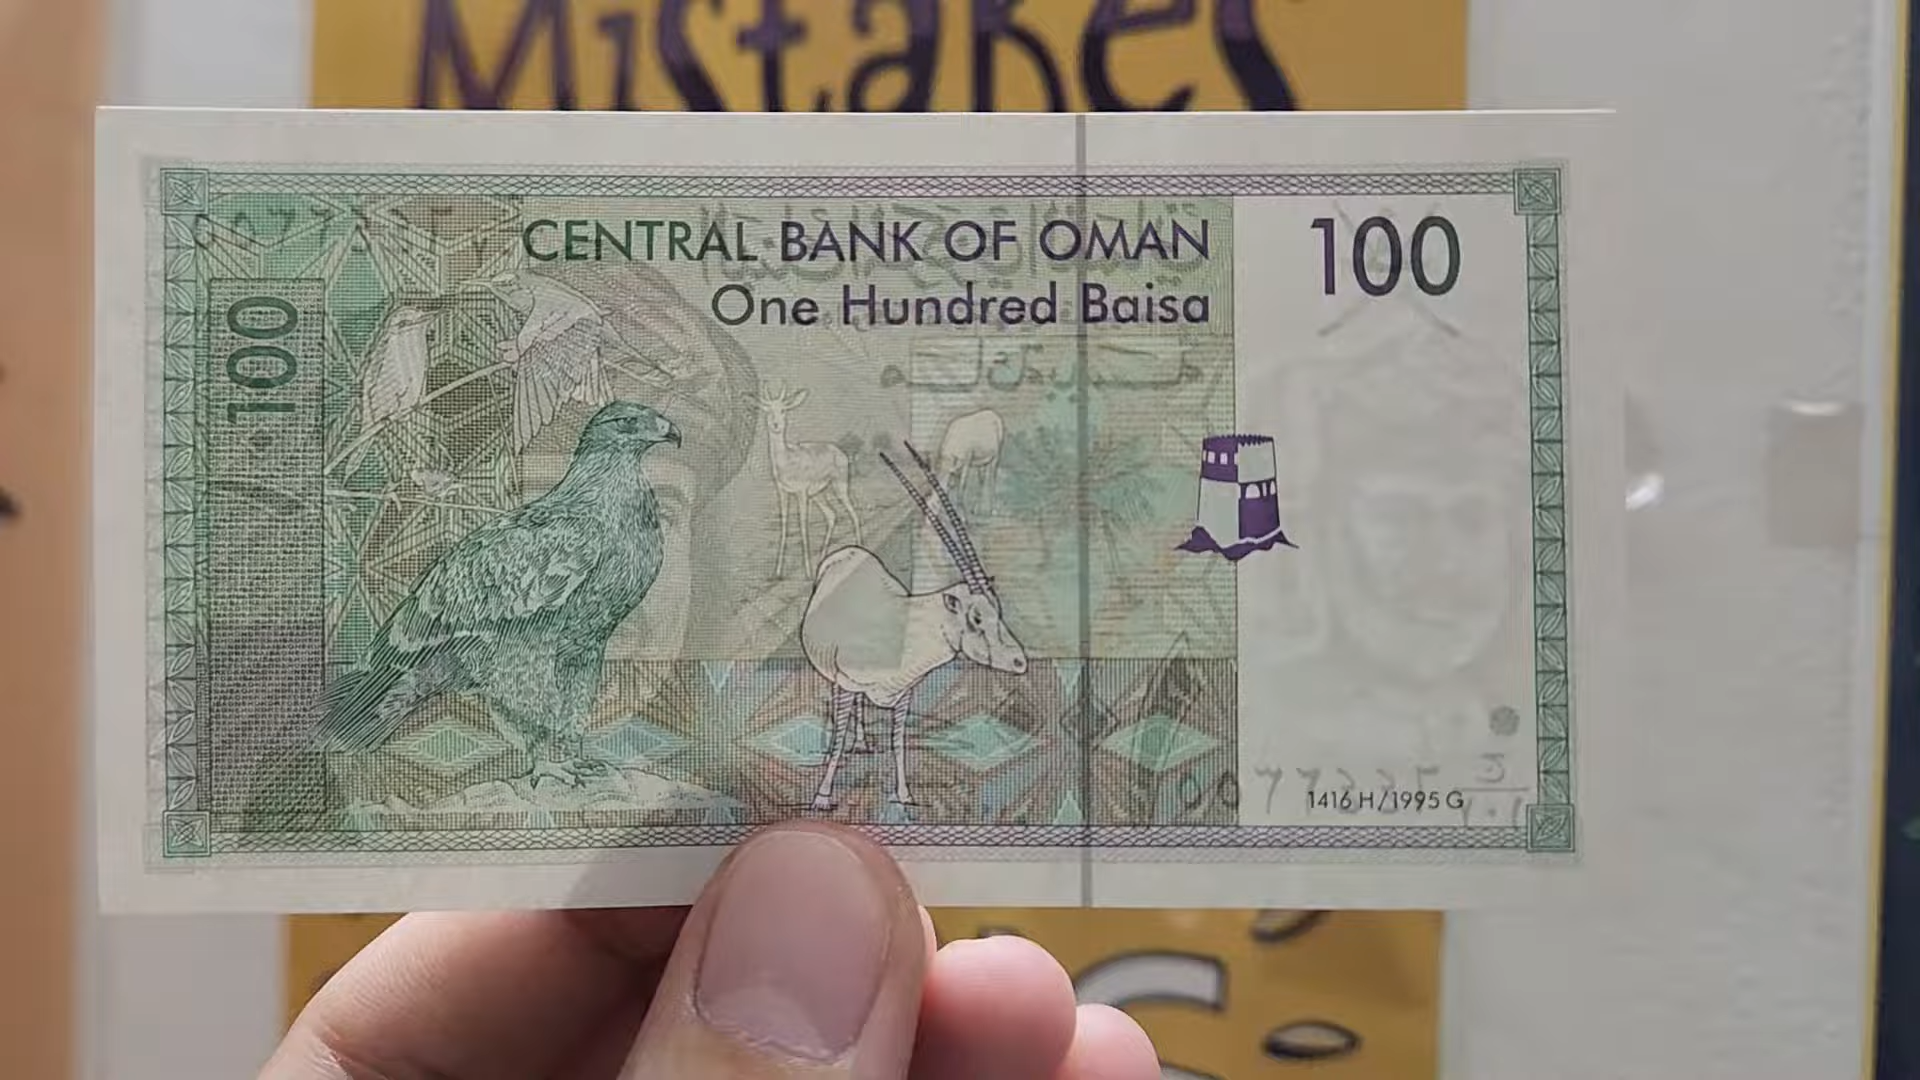 Mistakes
CENTRAL BANK OF OMAN
100
One Hundred Baisa
100
1416 H/1995 G